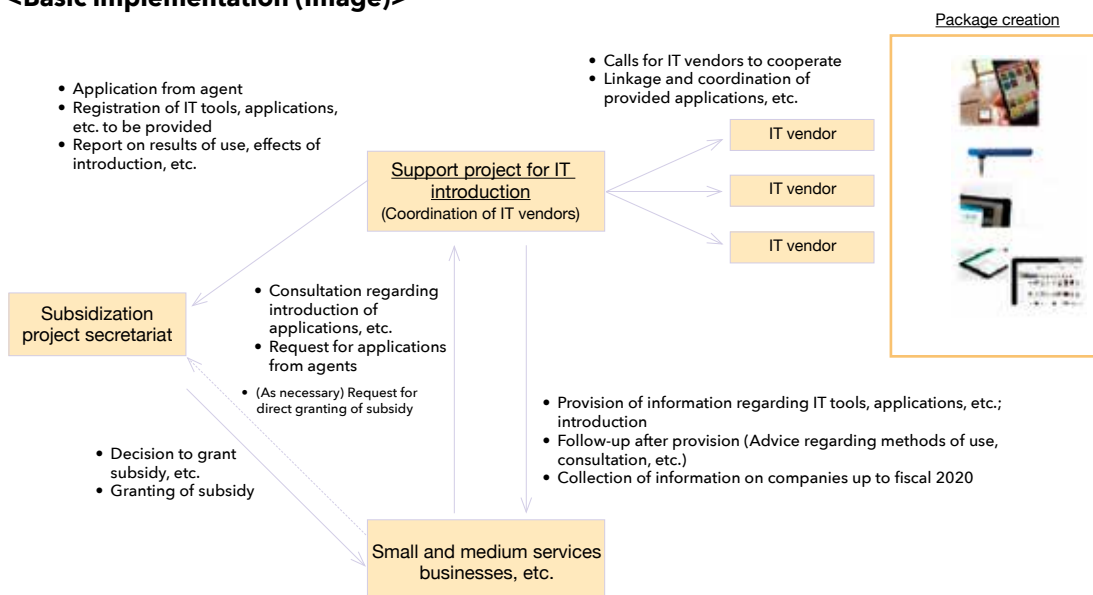 <Basic implementation (image)>
Package creation
• Calls for IT vendors to cooperate
• Linkage and coordination of
provided applications, etc.
• Application from agent
• Registration of IT tools, applications,
etc. to be provided
• Report on results of use, effects of
introduction, etc.
IT vendor
IT vendor
IT vendor
Support project for IT
introduction
(Coordination of IT vendors)
Subsidization
project secretariat
• Consultation regarding
introduction of
applications, etc.
• Request for applications
from agents
• (As necessary) Request for
direct granting of subsidy
• Provision of information regarding IT tools, applications, etc.;
introduction
• Follow-up after provision (Advice regarding methods of use,
consultation, etc.)
• Collection of information on companies up to fiscal 2020
• Decision to grant
subsidy, etc.
• Granting of subsidy
Small and medium services
businesses, etc.